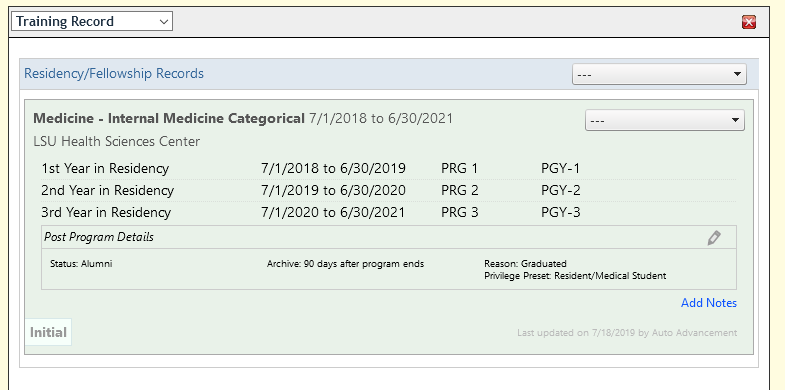 Training Record
Residency/Fellowship Records
---
Medicine - Internal Medicine Categorical 7/1/2018 to 6/30/2021
---
LSU Health Sciences Center
1st Year in Residency 7/1/2018 to 6/30/2019 PRG 1 PGY-1
2nd Year in Residency 7/1/2019 to 6/30/2020 PRG 2 PGY-2
3rd Year in Residency 7/1/2020 to 6/30/2021 PRG 3 PGY-3
Post Program Details
Status: Alumni Archive: 90 days after program ends Reason: Graduated
Privilege Preset: Resident/Medical Student
Add Notes
Initial Last updated on 7/18/2019 by Auto Advancement